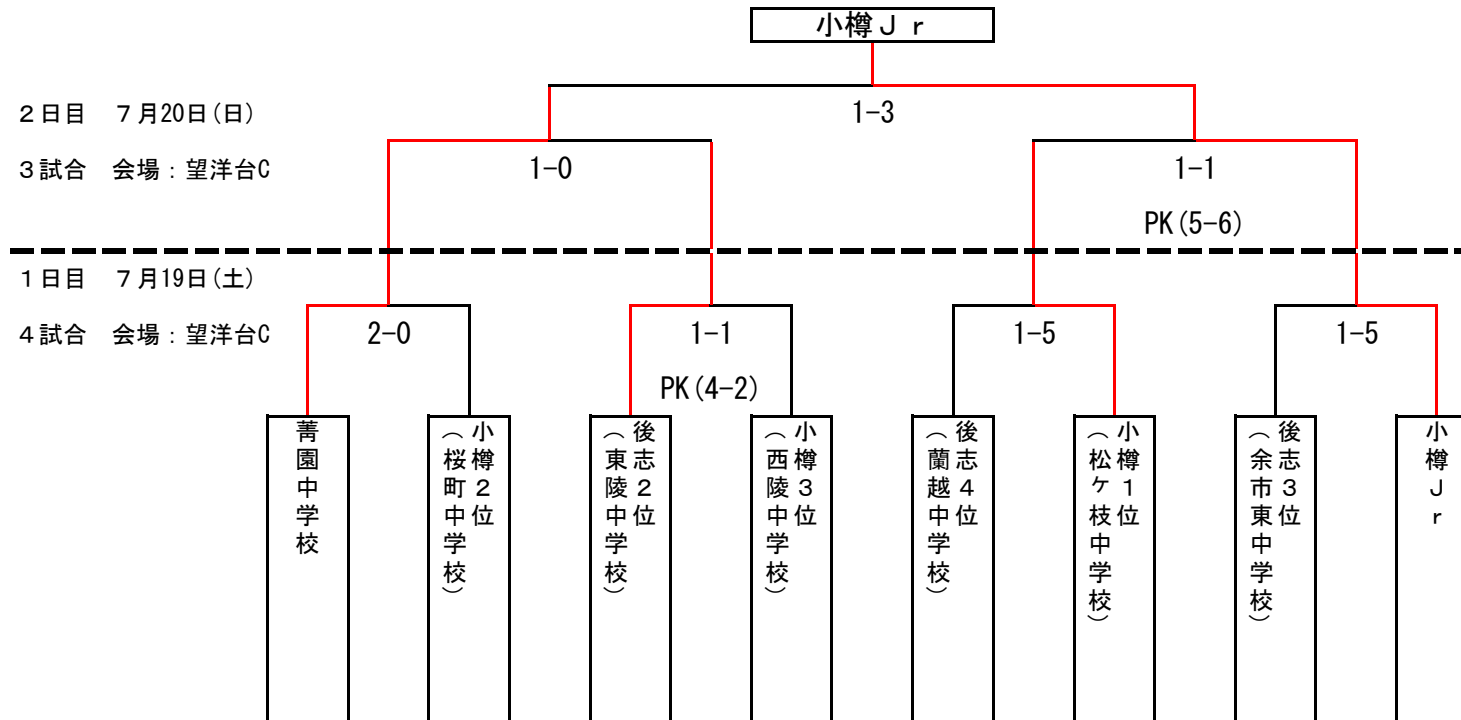 小樽Ｊｒ
1-3
２日目　７月20日(日)
３試合　会場：望洋台C
1-0
1-1
PK(5-6)
１日目　７月19日(土)
４試合　会場：望洋台C
2-0
1-1
1-5
1-5
PK(4-2)
菁園中学校
小樽２位
（桜町中学校）
後志２位
（東陵中学校）
小樽３位
（西陵中学校）
後志４位
（蘭越中学校）
小樽１位
（松ケ枝中学校）
後志３位
（余市東中学校）
小樽Ｊｒ